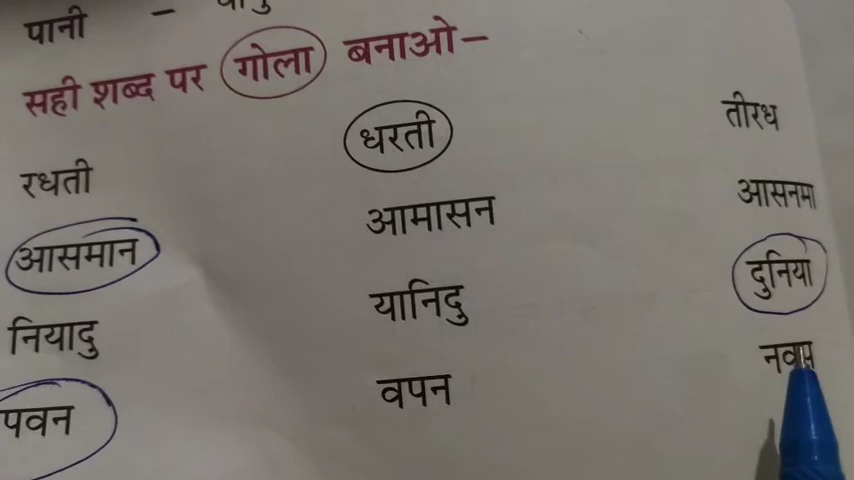 पानी -
सही शब्द पर गोला बनाओ-
रधती धरती तीरध
आसमान आमासन आसनमा
नियादु यानिदु दुनिया
पवन वपन